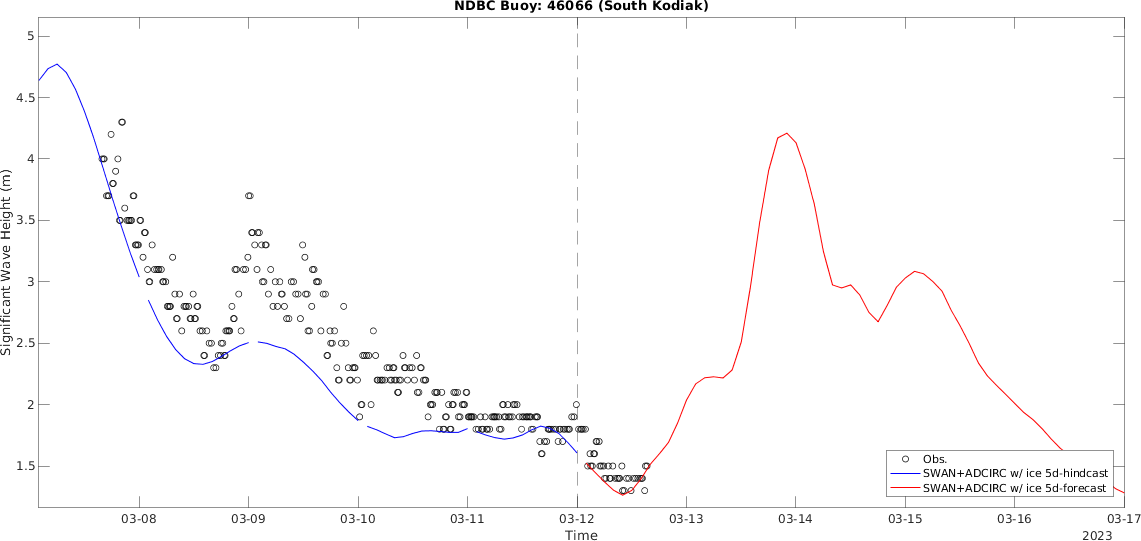 NDBC Buoy: 46066 (South Kodiak)
5
4.5
4
3.5
3
2.5
2
1.5
Significant Wave Height (m)
03-08 03-09 03-10 03-11 03-12 03-13 03-14 03-15 03-16 03-17
Time
2023
Obs.
SWAN+ADCIRC w/ ice 5d-hindcast
SWAN+ADCIRC w/ ice 5d-forecast